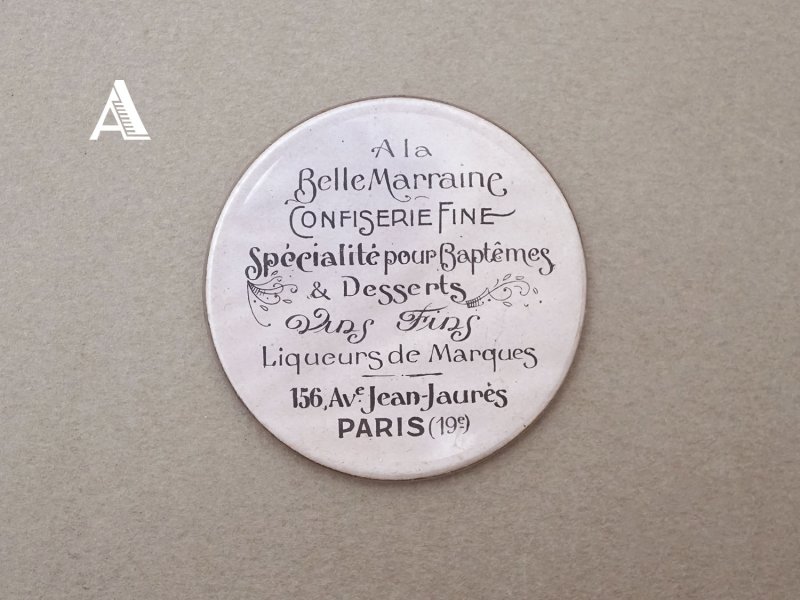 A
A la
Belle Marraine
CONFISERIE FINE
Spécialité pour Baptêmes
& Desserts
Vins Fins
Liqueurs de Marques
156, Ave Jean-Jaurès
PARIS (19e)